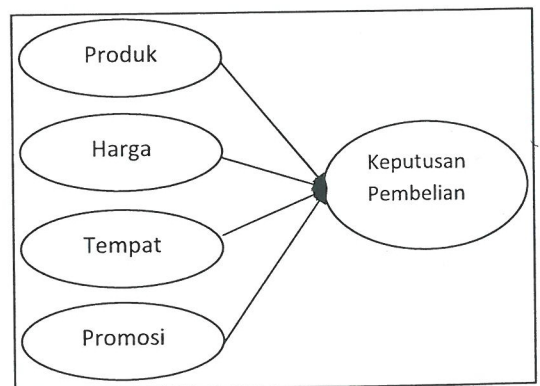 Produk
Harga
Tempat
Promosi
Keputusan
Pembelian